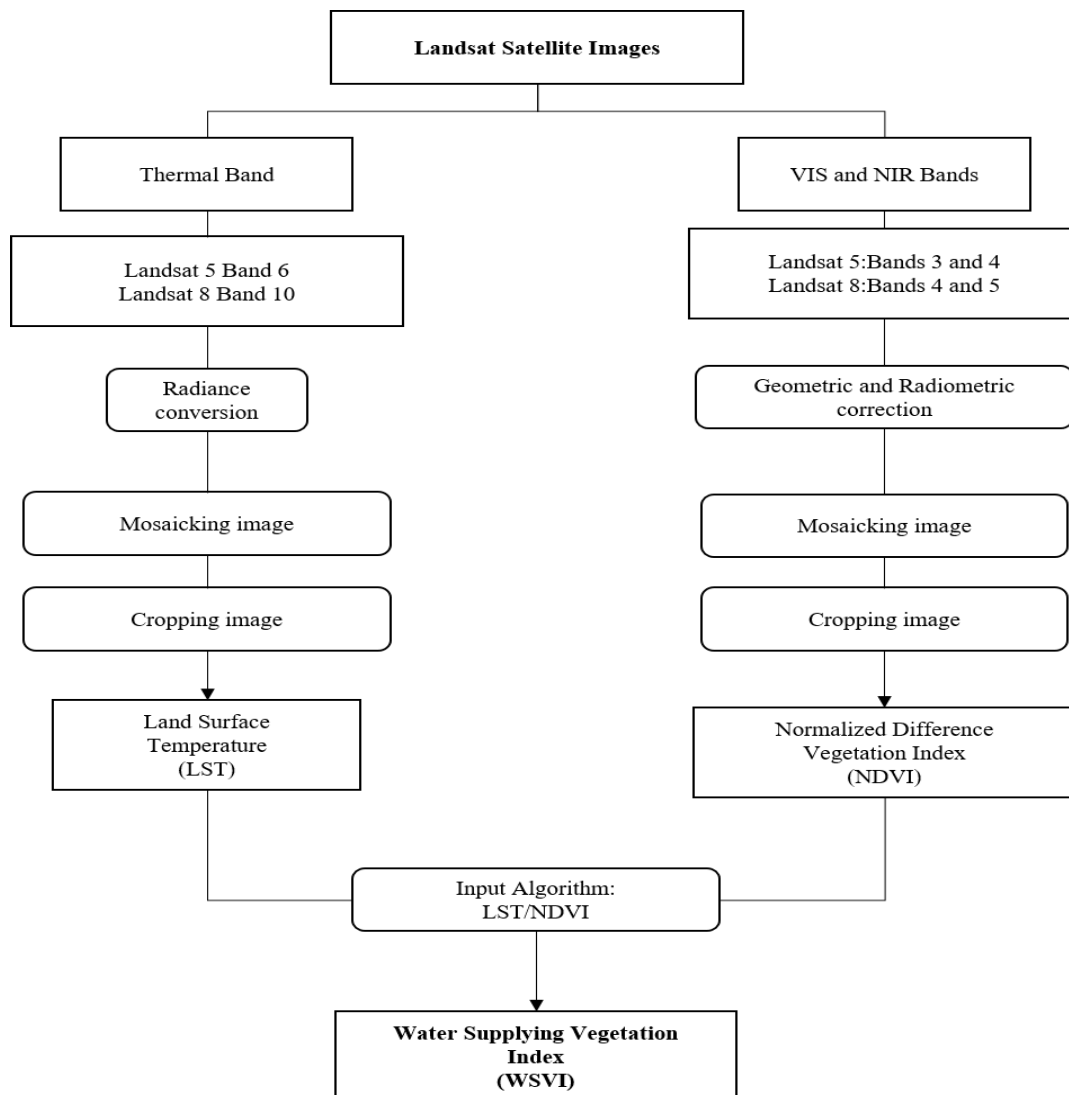 Landsat Satellite Images
Thermal Band
VIS and NIR Bands
Landsat 5 Band 6
Landsat 8 Band 10
Landsat 5:Bands 3 and 4
Landsat 8:Bands 4 and 5
Radiance
conversion
Geometric and Radiometric
correction
Mosaicking image
Mosaicking image
Cropping image
Cropping image
Land Surface
Temperature
(LST)
Normalized Difference
Vegetation Index
(NDVI)
Input Algorithm:
LST/NDVI
Water Supplying Vegetation
Index
(WSVI)